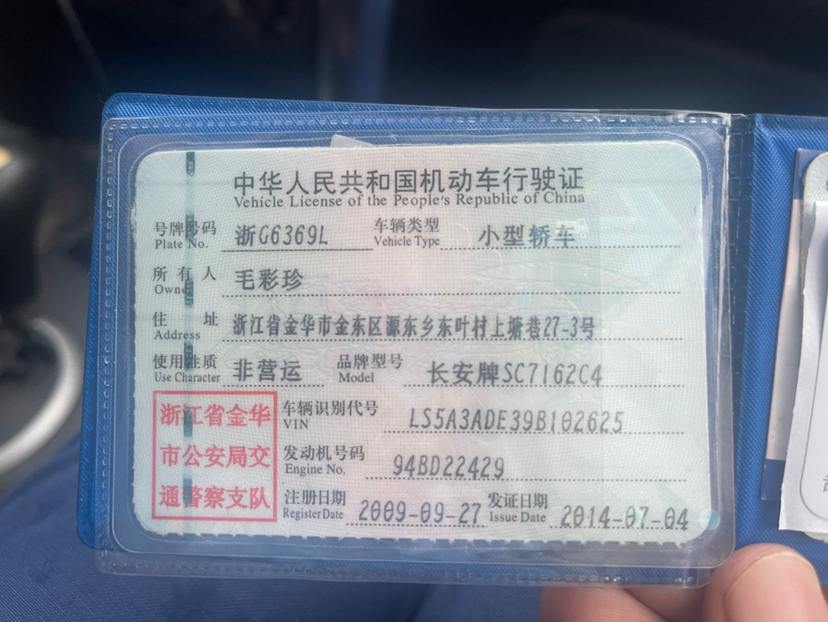 中华人民共和国机动车行驶证
Vehicle License of the People's Republic of China
号牌号码 浙G6369L 车辆类型 小型轿车
Plate No. Vehicle Type
所有人 毛彩珍
Owner
住址 浙江省金华市金东区源东乡东叶村上塘巷27-3号
Address
使用性质 非营运 品牌型号 长安牌SC7162C4
Use Character Model
浙江省金华 车辆识别代号 LS5A3ADE39B102625
VIN
市公安局交 发动机号码 94BD22429
Engine No.
通警察支队 注册日期 2009-09-27 发证日期 2014-07-04
Register Date Issue Date